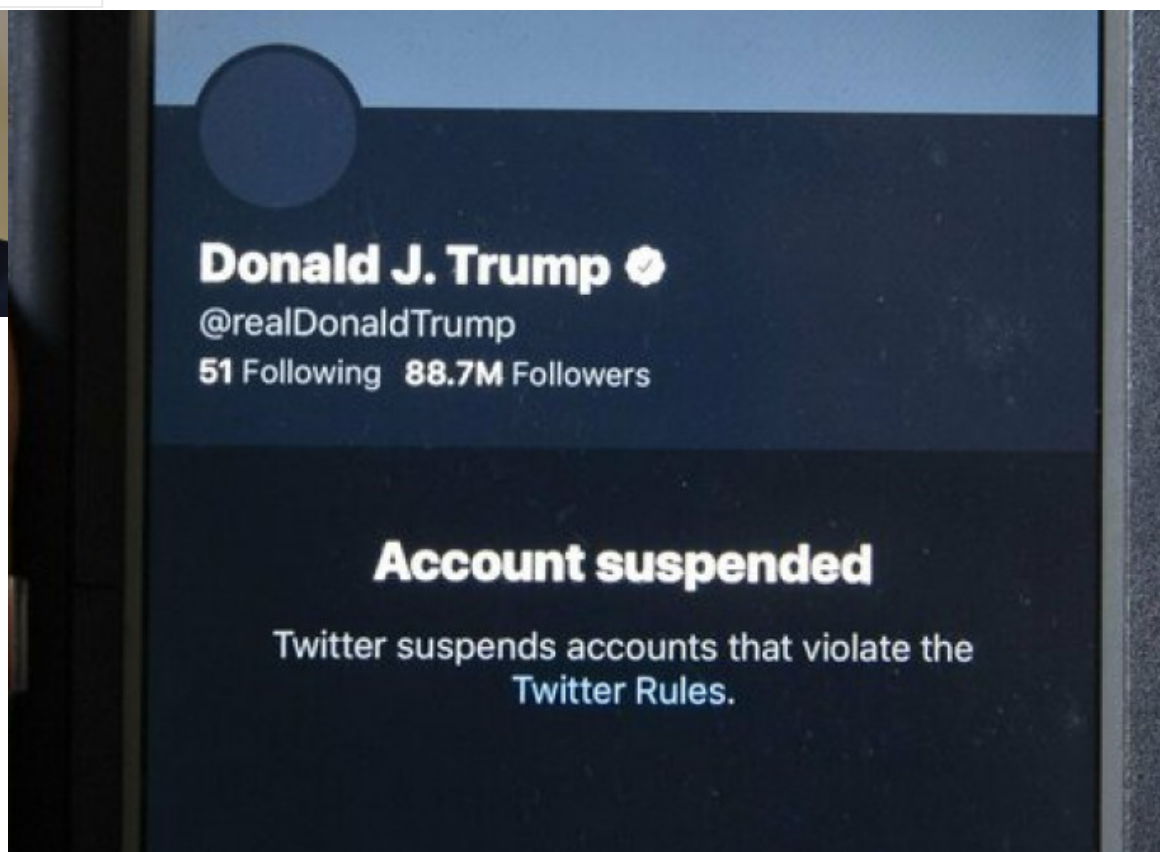 Donald J. Trump
@realDonaldTrump
51 Following 88.7M Followers
Account suspended
Twitter suspends accounts that violate the
Twitter Rules.